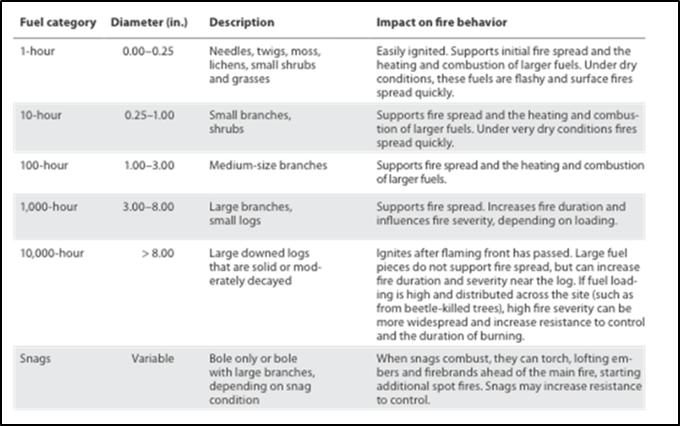 Fuel category Diameter (in.) Description Impact on fire behavior
1-hour 0.00–0.25 Needles, twigs, moss, Easily ignited. Supports initial fire spread and the
lichens, small shrubs heating and combustion of larger fuels. Under dry
and grasses conditions, these fuels are flashy and surface fires
spread quickly.
10-hour 0.25–1.00 Small branches, Supports fire spread and the heating and combus-
shrubs tion of larger fuels. Under very dry conditions fires
spread quickly.
100-hour 1.00–3.00 Medium-size branches Supports fire spread and the heating and combustion
of larger fuels.
1,000-hour 3.00–8.00 Large branches, Supports fire spread. Increases fire duration and
small logs influences fire severity, depending on loading.
10,000-hour > 8.00 Large downed logs Ignites after flaming front has passed. Large fuel
that are solid or mod- pieces do not support fire spread, but can increase
erately decayed fire duration and severity near the log. If fuel load-
ing is high and distributed across the site (such as
from beetle-killed trees), high fire severity can be
more widespread and increase resistance to control
and the duration of burning.
Snags Variable Bole only or bole When snags combust, they can torch, lofting em-
with large branches, bers and firebrands ahead of the main fire, starting
depending on snag additional spot fires. Snags may increase resistance
condition to control.